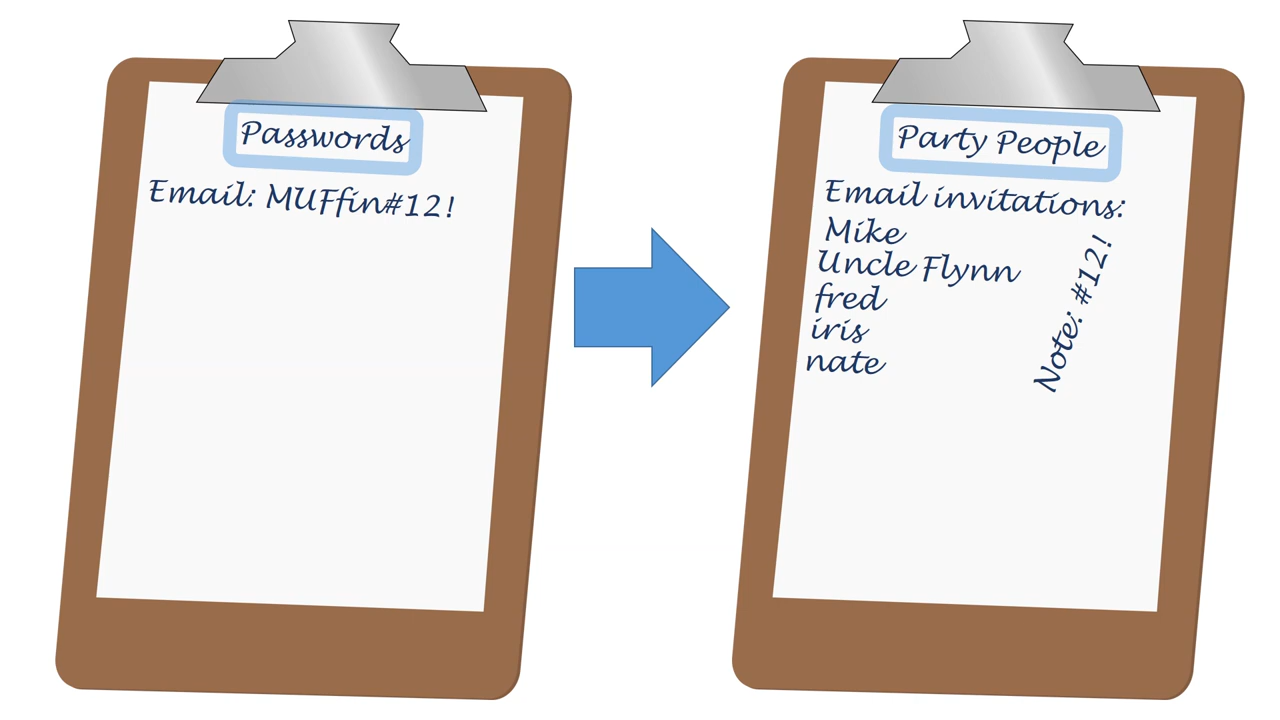 Passwords
Email: MUFfin#12!
Party People
Email invitations:
Mike
Uncle Flynn
fred
iris
nate
Note: #12!